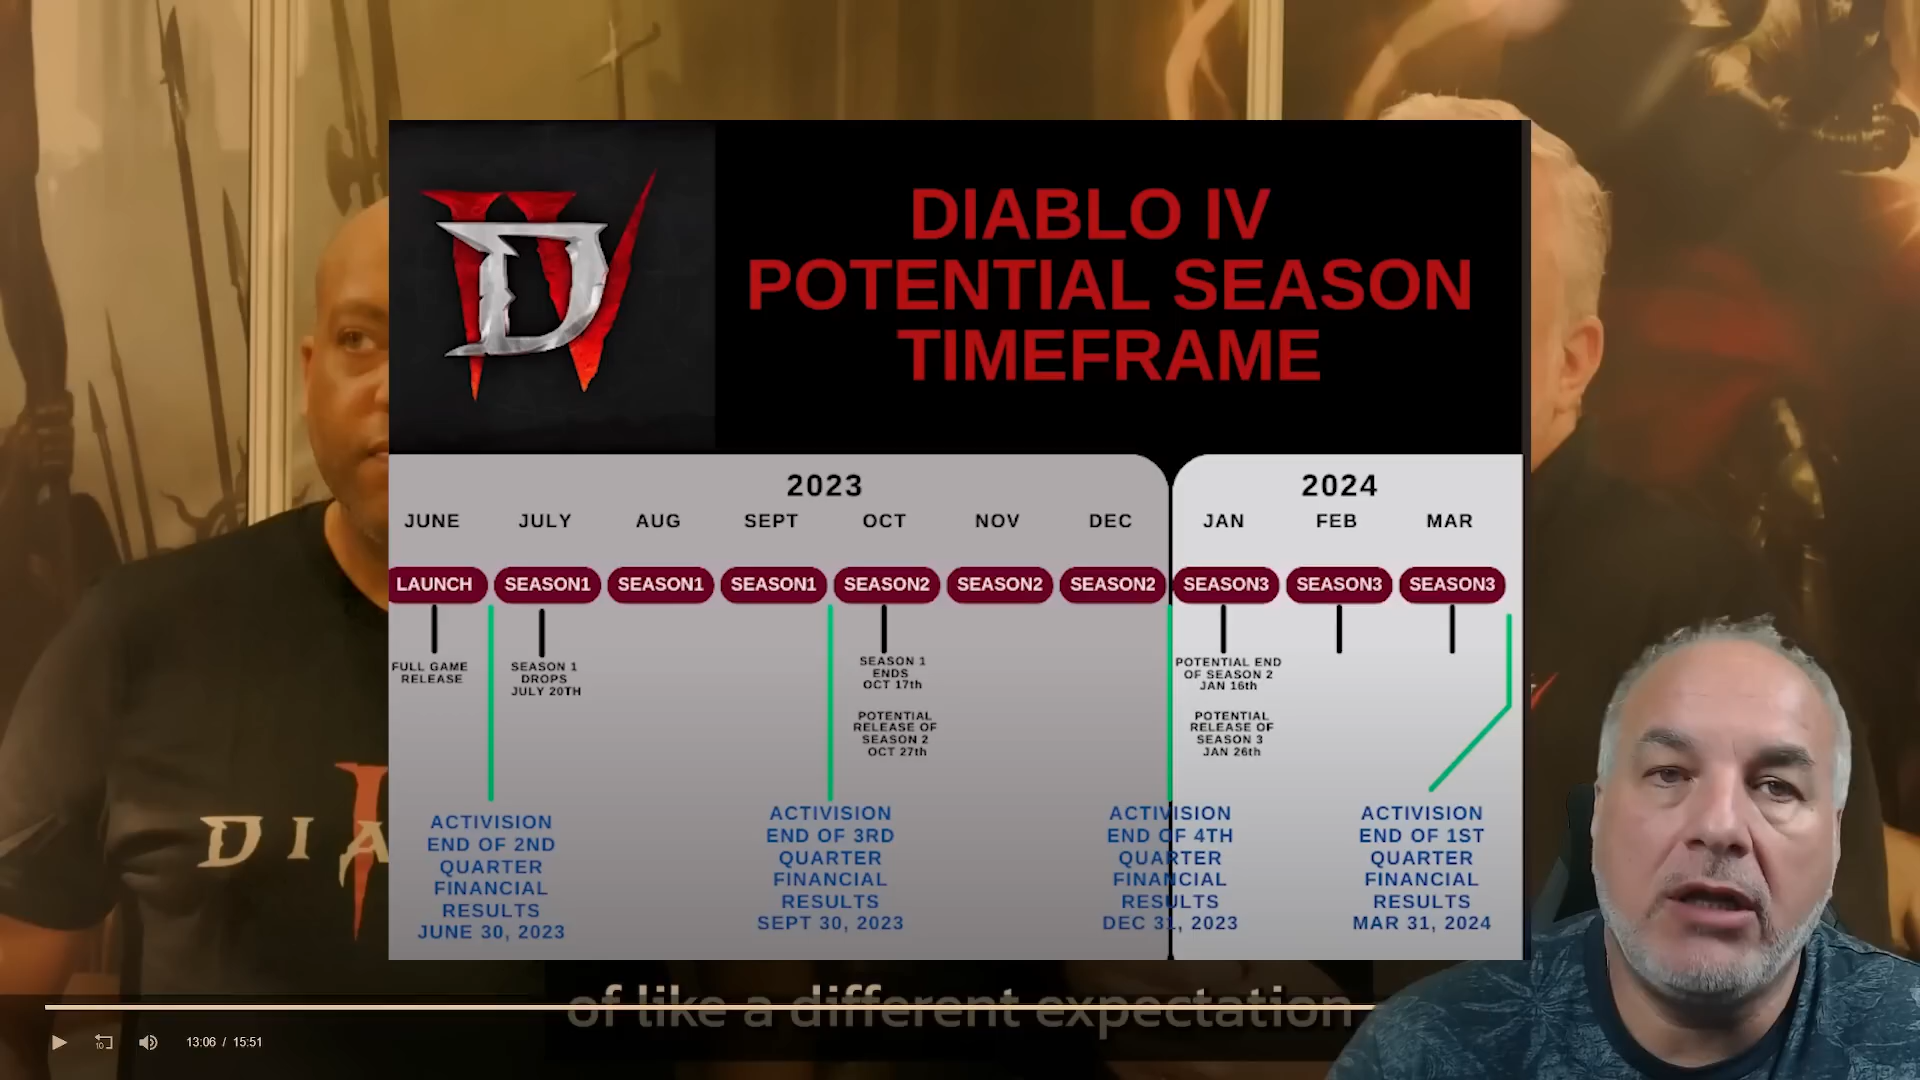 DIABLO IV
POTENTIAL SEASON
TIMEFRAME
2023
2024
JUNE JULY AUG SEPT OCT NOV DEC JAN FEB MAR
LAUNCH SEASON1 SEASON1 SEASON1 SEASON2 SEASON2 SEASON2 SEASON3 SEASON3 SEASON3
FULL GAME
RELEASE
SEASON 1
DROPS
JULY 20TH
SEASON 1
ENDS
OCT 17th
POTENTIAL
RELEASE OF
SEASON 2
OCT 27th
POTENTIAL END
OF SEASON 2
JAN 16th
POTENTIAL
RELEASE OF
SEASON 3
JAN 26th
ACTIVISION
END OF 2ND
QUARTER
FINANCIAL
RESULTS
JUNE 30, 2023
ACTIVISION
END OF 3RD
QUARTER
FINANCIAL
RESULTS
SEPT 30, 2023
ACTIVISION
END OF 4TH
QUARTER
FINANCIAL
RESULTS
DEC 31, 2023
ACTIVISION
END OF 1ST
QUARTER
FINANCIAL
RESULTS
MAR 31, 2024
DIA
of like a different expectation
10
13:06 / 15:51